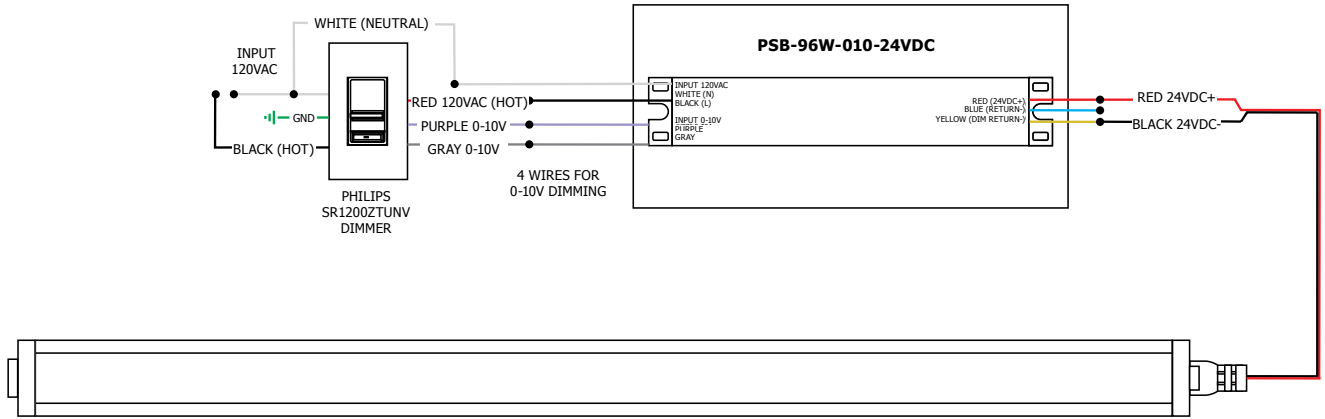 WHITE (NEUTRAL)
INPUT
120VAC
GND
BLACK (HOT)
PHILIPS
SR1200ZTUNV
DIMMER
RED 120VAC (HOT)
PURPLE 0-10V
GRAY 0-10V
4 WIRES FOR
0-10V DIMMING
PSB-96W-010-24VDC
INPUT 120VAC
WHITE (N)
BLACK (L)
INPUT 0-10V
PURPLE
GRAY
RED (24VDC+)
BLUE (RETURN-)
YELLOW (DIM RETURN-)
RED 24VDC+
BLACK 24VDC-